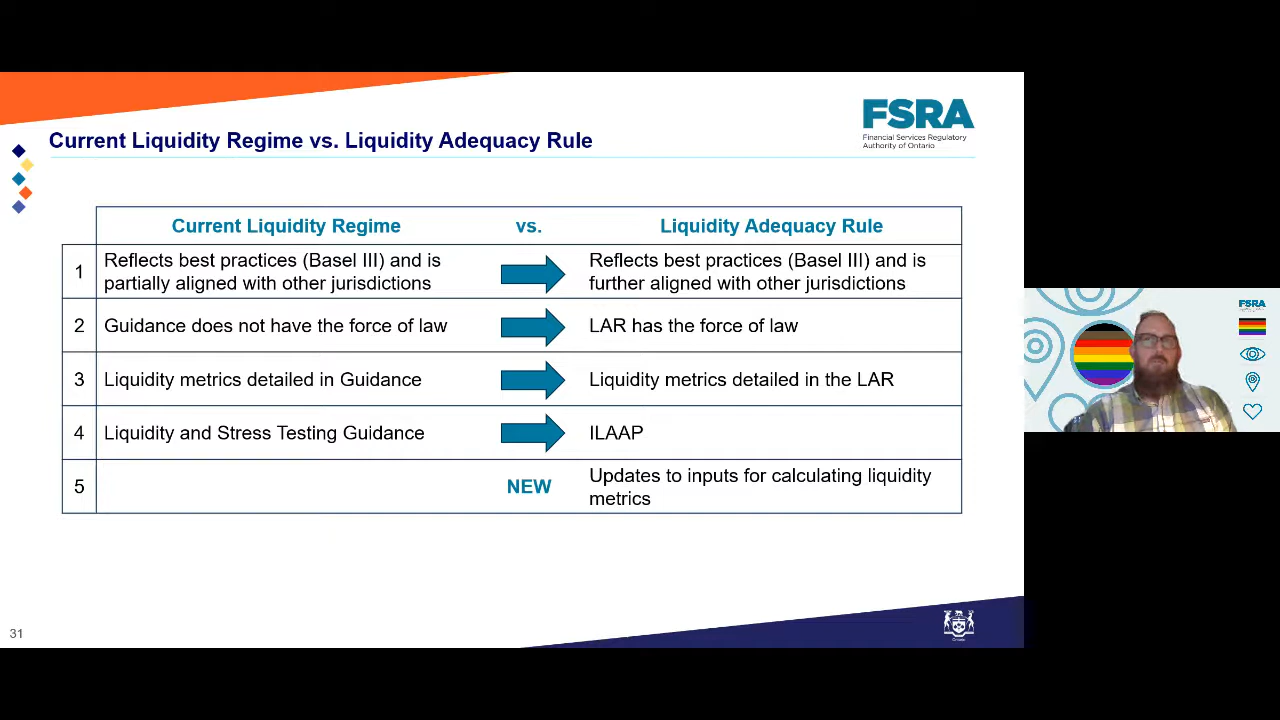 FSRA
Financial Services Regulatory
Authority of Ontario
Current Liquidity Regime vs. Liquidity Adequacy Rule
Current Liquidity Regime vs. Liquidity Adequacy Rule
1 Reflects best practices (Basel III) and is Reflects best practices (Basel III) and is
partially aligned with other jurisdictions further aligned with other jurisdictions
2 Guidance does not have the force of law LAR has the force of law
3 Liquidity metrics detailed in Guidance Liquidity metrics detailed in the LAR
4 Liquidity and Stress Testing Guidance ILAAP
5 NEW Updates to inputs for calculating liquidity
metrics
FSRA
31
Ontario